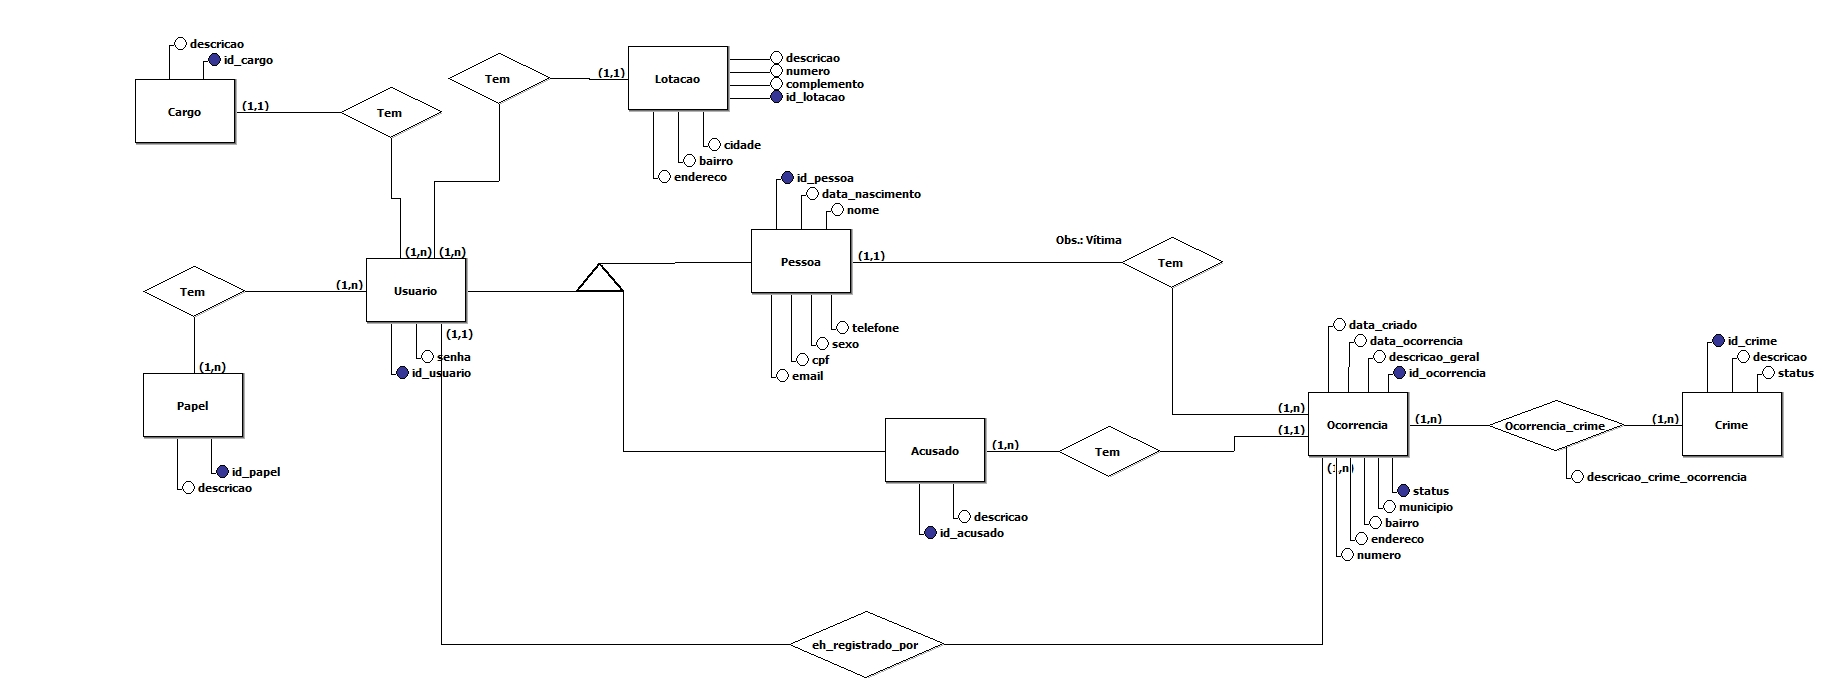 descricao
id_cargo
Cargo
(1,1)
Tem
Tem
(1,1)
Lotacao
descricao
numero
complemento
id_lotacao
cidade
bairro
endereco
id_pessoa
data_nascimento
nome
Pessoa
(1,1)
Obs.: Vítima
Tem
telefone
sexo
cpf
email
(1,n)
(1,n)
Tem
(1,n)
Usuario
(1,1)
senha
id_usuario
(1,n)
Papel
id_papel
descricao
data_criado
data_ocorrencia
descricao_geral
id_ocorrencia
(1,n)
(1,1)
Ocorrencia
(1,n)
Ocorrencia_crime
(1,n)
descricao_crime_ocorrencia
id_crime
descricao
status
Crime
Acusado
(1,n)
Tem
descricao
id_acusado
(1,n)
status
municipio
bairro
endereco
numero
eh_registrado_por